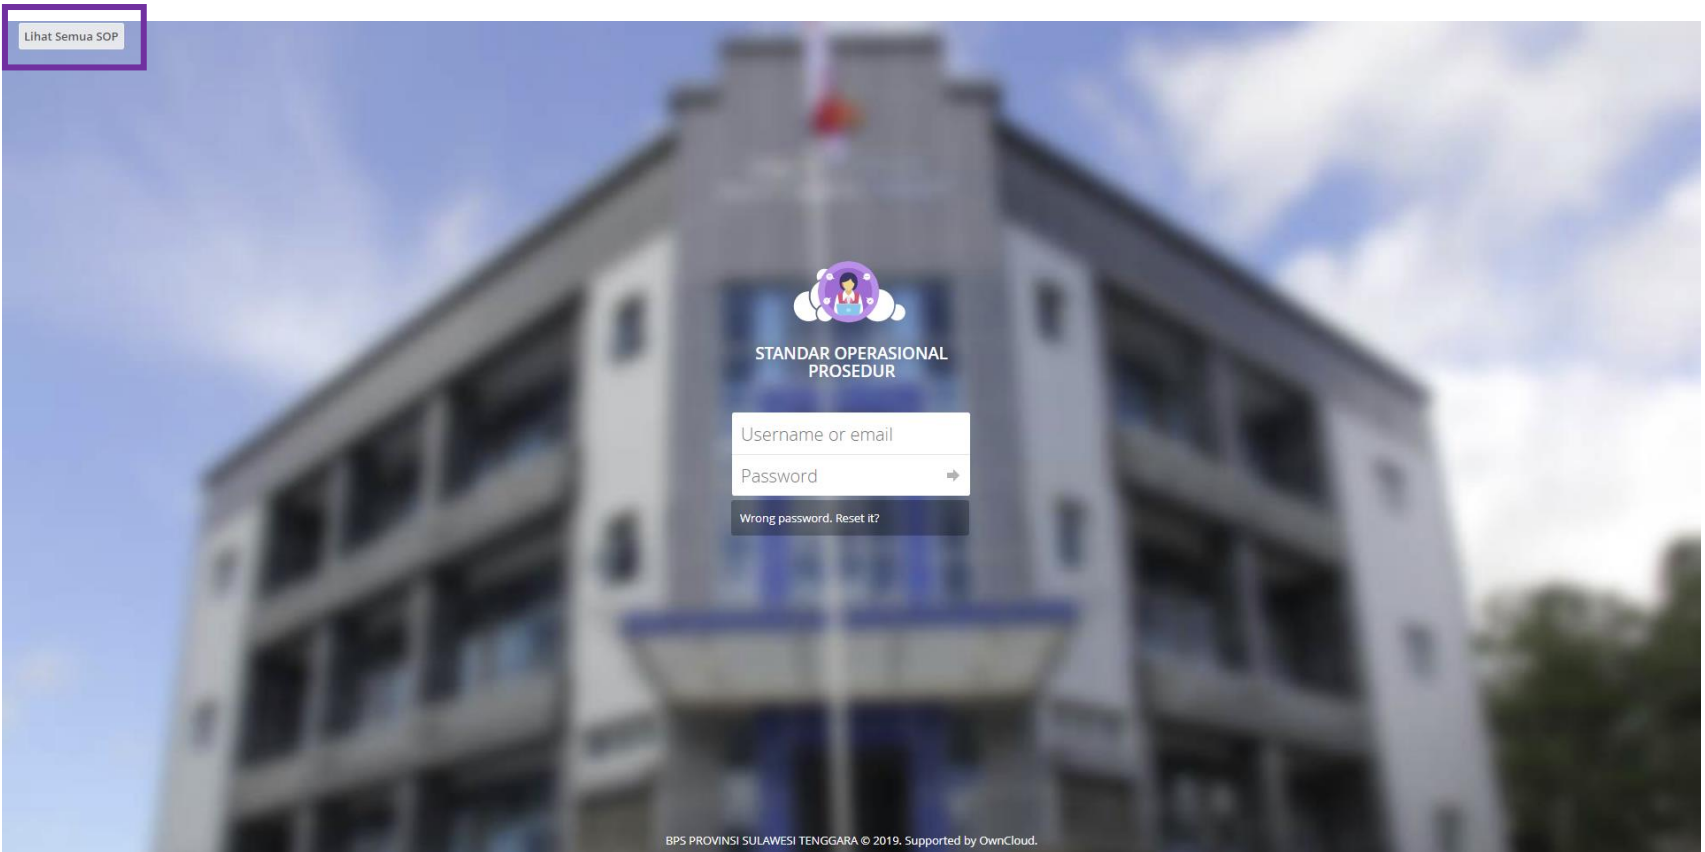 Lihat Semua SOP
STANDAR OPERASIONAL
PROSEDUR
Username or email
Password
Wrong password. Reset it?
BPS PROVINSI SULAWESI TENGGARA © 2019. Supported by OwnCloud.